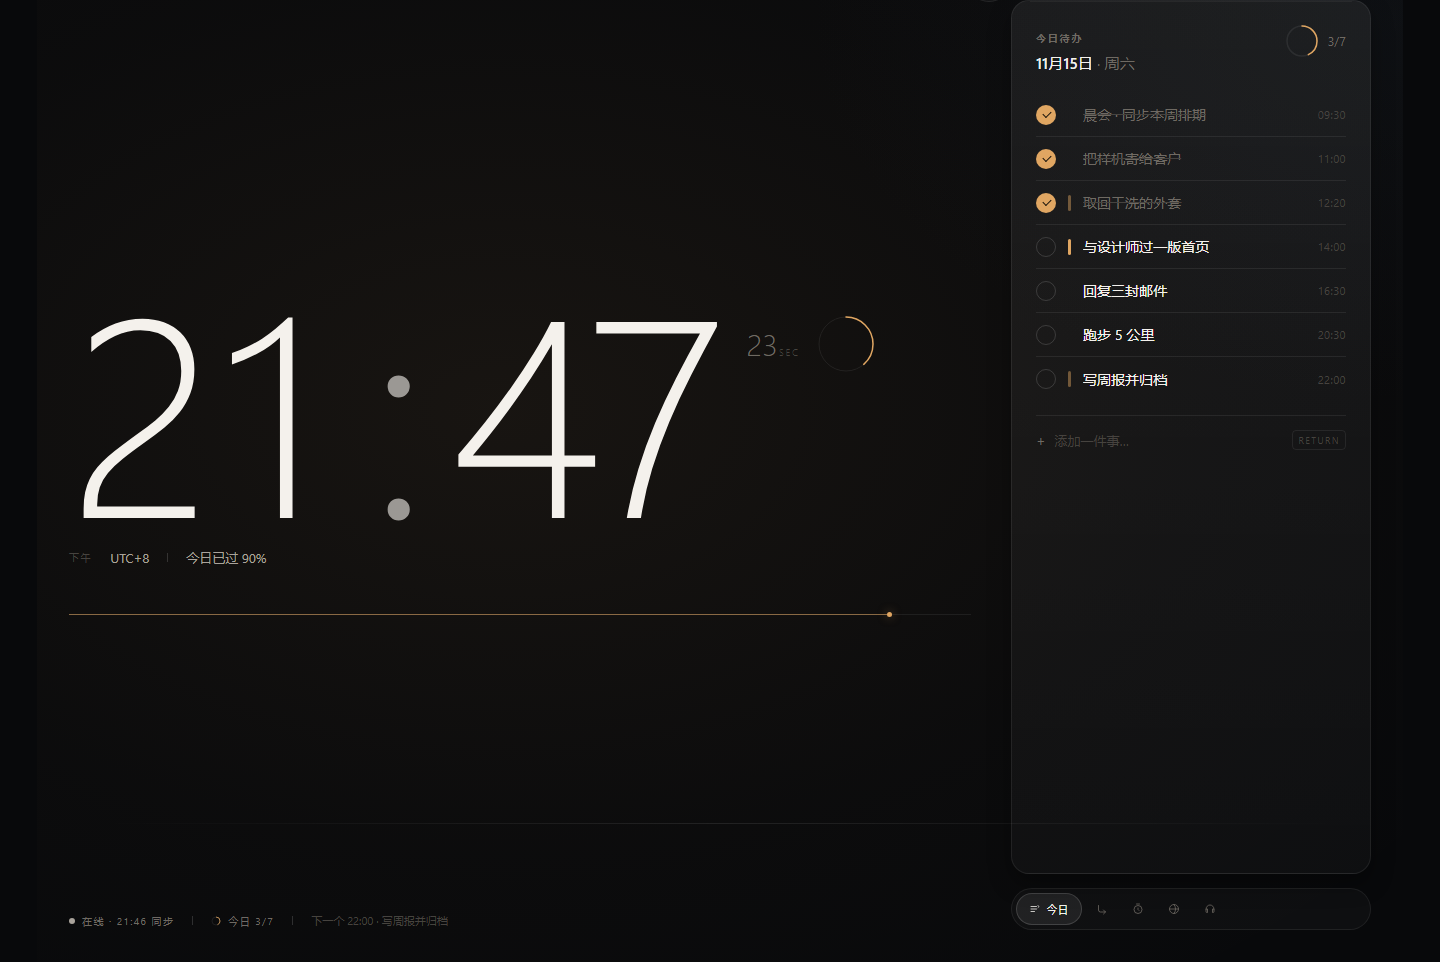 21:47
23 SEC
下午 UTC+8 今日已过 90%
在线 · 21:46 同步 今日 3/7 下一个 22:00 · 写周报并归档
今日待办
3/7
11月15日 · 周六
晨会 · 同步本周排期 09:30
把样机寄给客户 11:00
取回干洗的外套 12:20
与设计师过一版首页 14:00
回复三封邮件 16:30
跑步 5 公里 20:30
写周报并归档 22:00
+ 添加一件事... RETURN
今日